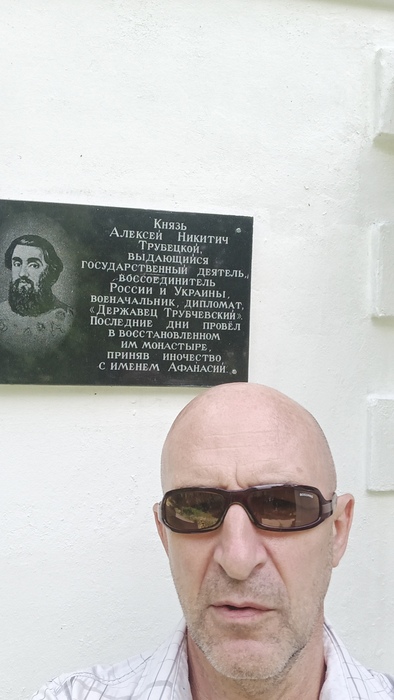 Князь
Алексей Никитич
Трубецкой,
выдающийся
государственный деятель,
воссоединитель
России и Украины,
военачальник, дипломат,
«Державец Трубчевский».
Последние дни провёл
в восстановленном
им монастыре,
приняв иночество
с именем Афанасий.